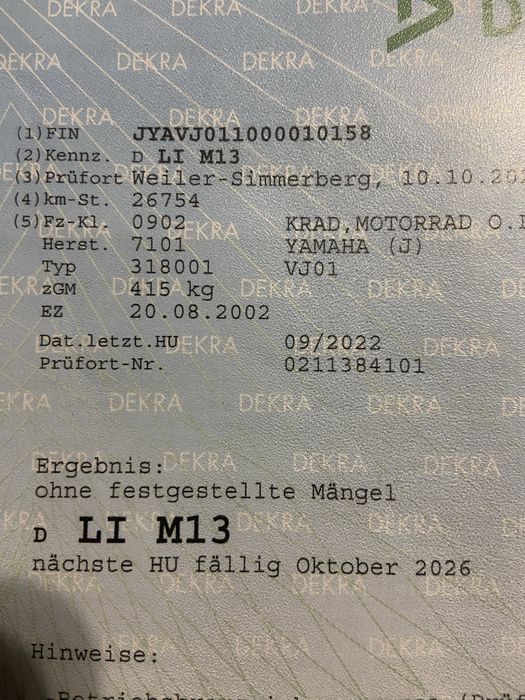 (1)FIN JYAVJ011000010158
(2)Kennz. D LI M13
(3)Prüfort Weiler-Simmerberg, 10.10.202
(4)km-St. 26754
(5)Fz-Kl. 0902 KRAD,MOTORRAD O.
Herst. 7101 YAMAHA (J)
Typ 318001 VJ01
zGM 415 kg
EZ 20.08.2002
Dat.letzt.HU 09/2022
Prüfort-Nr. 0211384101
Ergebnis:
ohne festgestellte Mängel
D LI M13
nächste HU fällig Oktober 2026
Hinweise: